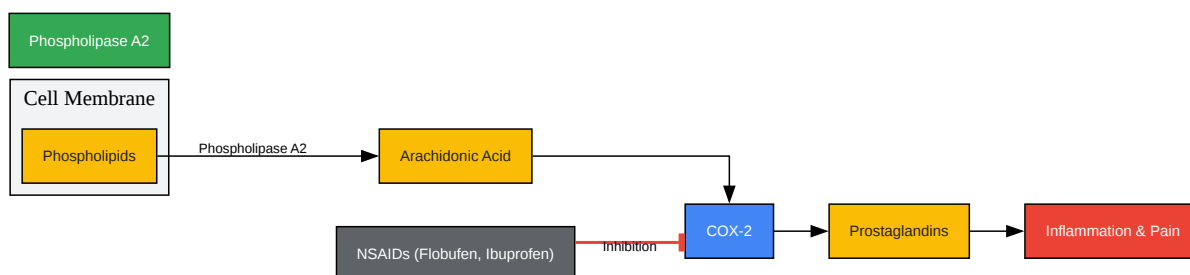 Phospholipase A2
Cell Membrane
Phospholipids
Phospholipase A2
Arachidonic Acid
NSAIDs (Flobufen, Ibuprofen)
Inhibition
COX-2
Prostaglandins
Inflammation & Pain